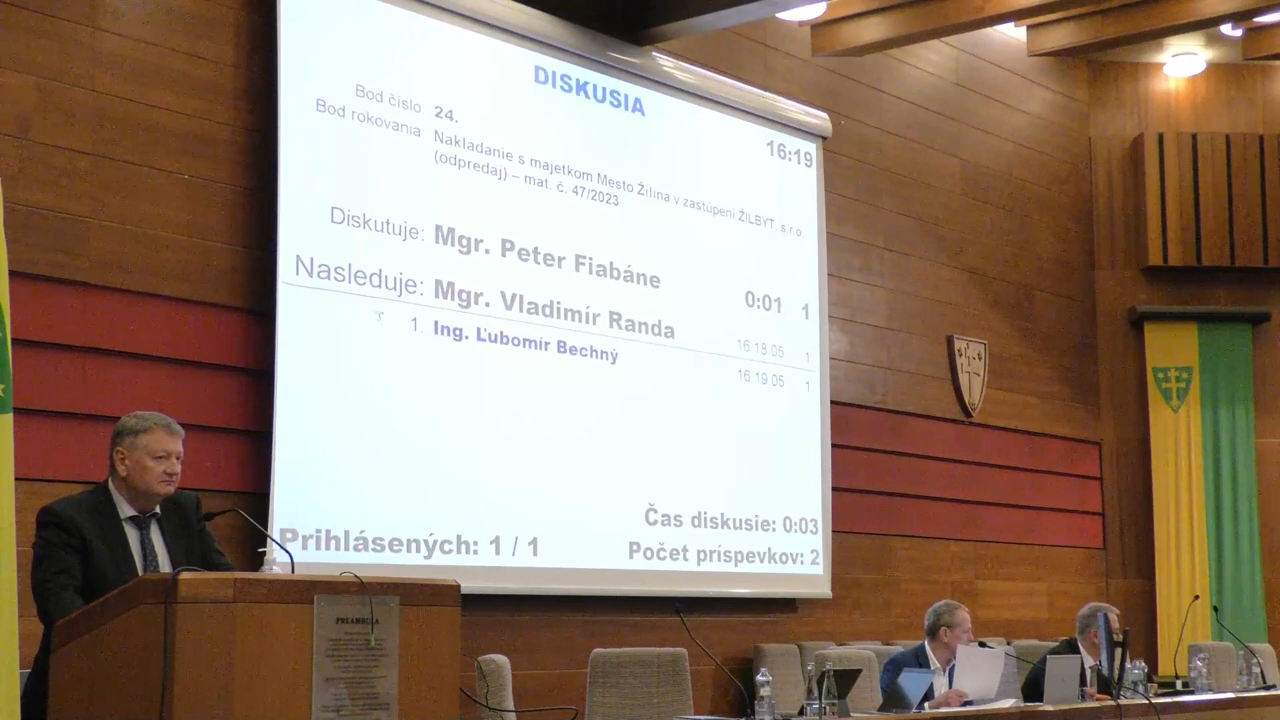 DISKUSIA
16:19
Bod číslo 24.
Bod rokovania Nakladanie s majetkom Mesto Žilina v zastúpení ŽILBYT, s.r.o.
(odpredaj) – mat. č. 47/2023
Diskutuje: Mgr. Peter Fiabáne 0:01 1
Nasleduje: Mgr. Vladimír Randa 16 18 05 1
1. Ing. Ľubomír Bechný 16 19 05 1
Čas diskusie: 0:03
Prihlásených: 1 / 1
Počet príspevkov: 2
PREAMBULA